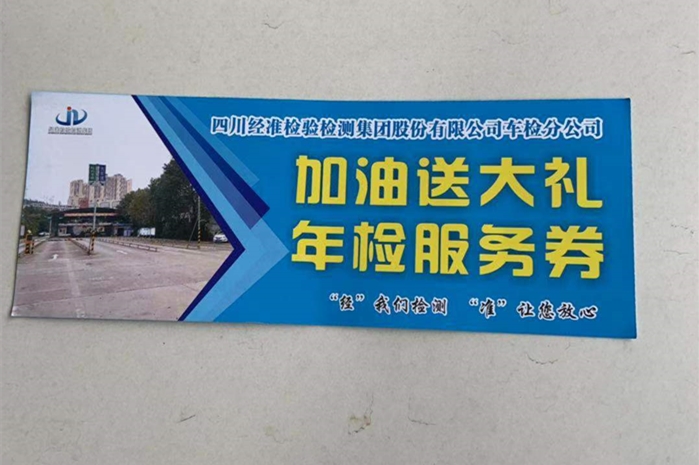 四川经准检验检测集团股份有限公司车检分公司
加油送大礼
年检服务券
“经”我们检测 “准”让您放心